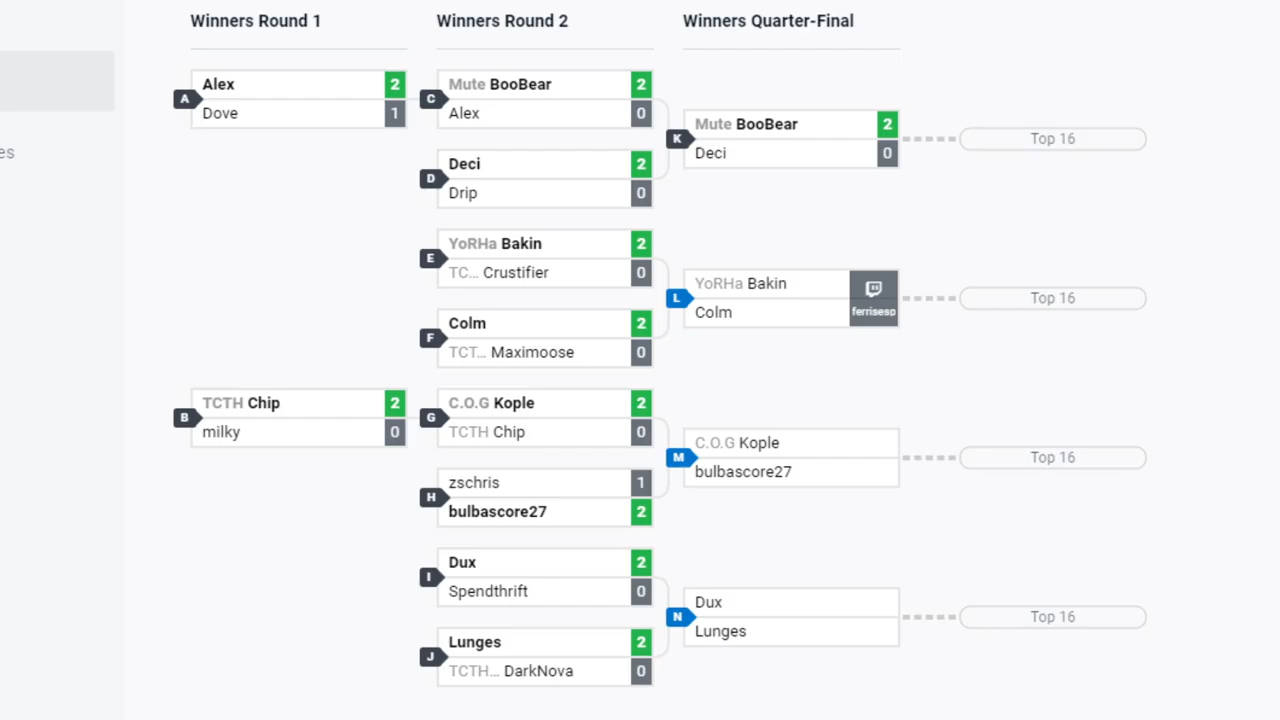 Winners Round 1
Winners Round 2
Winners Quarter-Final
es
A
Alex 2
Dove 1
B
TCTH Chip 2
milky 0
C
Mute BooBear 2
Alex 0
D
Deci 2
Drip 0
E
YoRHa Bakin 2
TC... Crustifier 0
F
Colm 2
TCT... Maximoose 0
G
C.O.G Kople 2
TCTH Chip 0
H
zschris 1
bulbascore27 2
I
Dux 2
Spendthrift 0
J
Lunges 2
TCTH... DarkNova 0
K
Mute BooBear 2
Deci 0
Top 16
L
YoRHa Bakin
Colm
ferrisesp
Top 16
M
C.O.G Kople
bulbascore27
Top 16
N
Dux
Lunges
Top 16